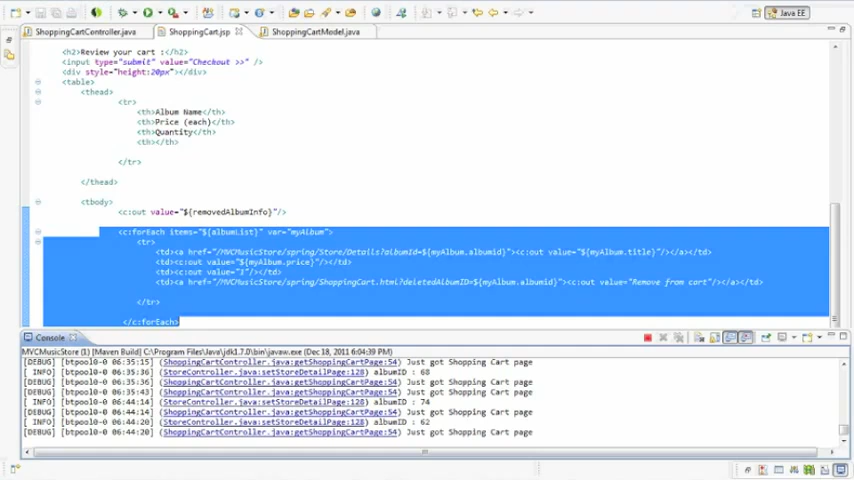 Java EE
ShoppingCartController.java
ShoppingCart.jsp
ShoppingCartModel.java
<h2>Review your cart :</h2>
<input type="submit" value="Checkout >>" />
<div style="height:20px"></div>
<table>
<thead>
<tr>
<th>Album Name</th>
<th>Price (each)</th>
<th>Quantity</th>
<th></th>
</tr>
</thead>
<tbody>
<c:out value="${removedAlbumInfo}"/>
<c:forEach items="${albumList}" var="myAlbum">
<tr>
<td><a href="/MVCMusicStore/spring/Store/Details?albumId=${myAlbum.albumid}"><c:out value="${myAlbum.title}"/></a></td>
<td><c:out value="${myAlbum.price}"/></td>
<td><c:out value="1"/></td>
<td><a href="/MVCMusicStore/spring/ShoppingCart.html?deletedAlbumID=${myAlbum.albumid}"><c:out value="Remove from cart"/></a></td>
</tr>
</c:forEach>
Console
MVCMusicStore (1) [Maven Build] C:\Program Files\Java\jdk1.7.0\bin\javaw.exe (Dec 18, 2011 6:04:39 PM)
[DEBUG] [btpool0-0 06:35:15] (ShoppingCartController.java:getShoppingCartPage:54) Just got Shopping Cart page
[ INFO] [btpool0-0 06:35:36] (StoreController.java:setStoreDetailPage:128) albumID : 68
[DEBUG] [btpool0-0 06:35:36] (ShoppingCartController.java:getShoppingCartPage:54) Just got Shopping Cart page
[DEBUG] [btpool0-0 06:35:43] (ShoppingCartController.java:getShoppingCartPage:54) Just got Shopping Cart page
[ INFO] [btpool0-0 06:44:14] (StoreController.java:setStoreDetailPage:128) albumID : 74
[DEBUG] [btpool0-0 06:44:14] (ShoppingCartController.java:getShoppingCartPage:54) Just got Shopping Cart page
[ INFO] [btpool0-0 06:44:20] (StoreController.java:setStoreDetailPage:128) albumID : 62
[DEBUG] [btpool0-0 06:44:20] (ShoppingCartController.java:getShoppingCartPage:54) Just got Shopping Cart page